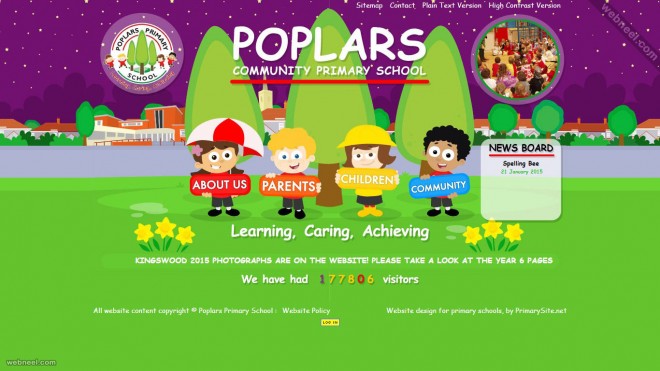 Sitemap Contact Plain Text Version High Contrast Version
webneel.com
POPLARS PRIMARY
SCHOOL
Learning, Caring, Achieving
POPLARS
COMMUNITY PRIMARY SCHOOL
NEWS BOARD
Spelling Bee
21 January 2015
ABOUT US
PARENTS
CHILDREN
COMMUNITY
Learning, Caring, Achieving
KINGSWOOD 2015 PHOTOGRAPHS ARE ON THE WEBSITE! PLEASE TAKE A LOOK AT THE YEAR 6 PAGES
We have had 177806 visitors
All website content copyright © Poplars Primary School : Website Policy
Website design for primary schools, by PrimarySite.net
LOG IN
webneel.com